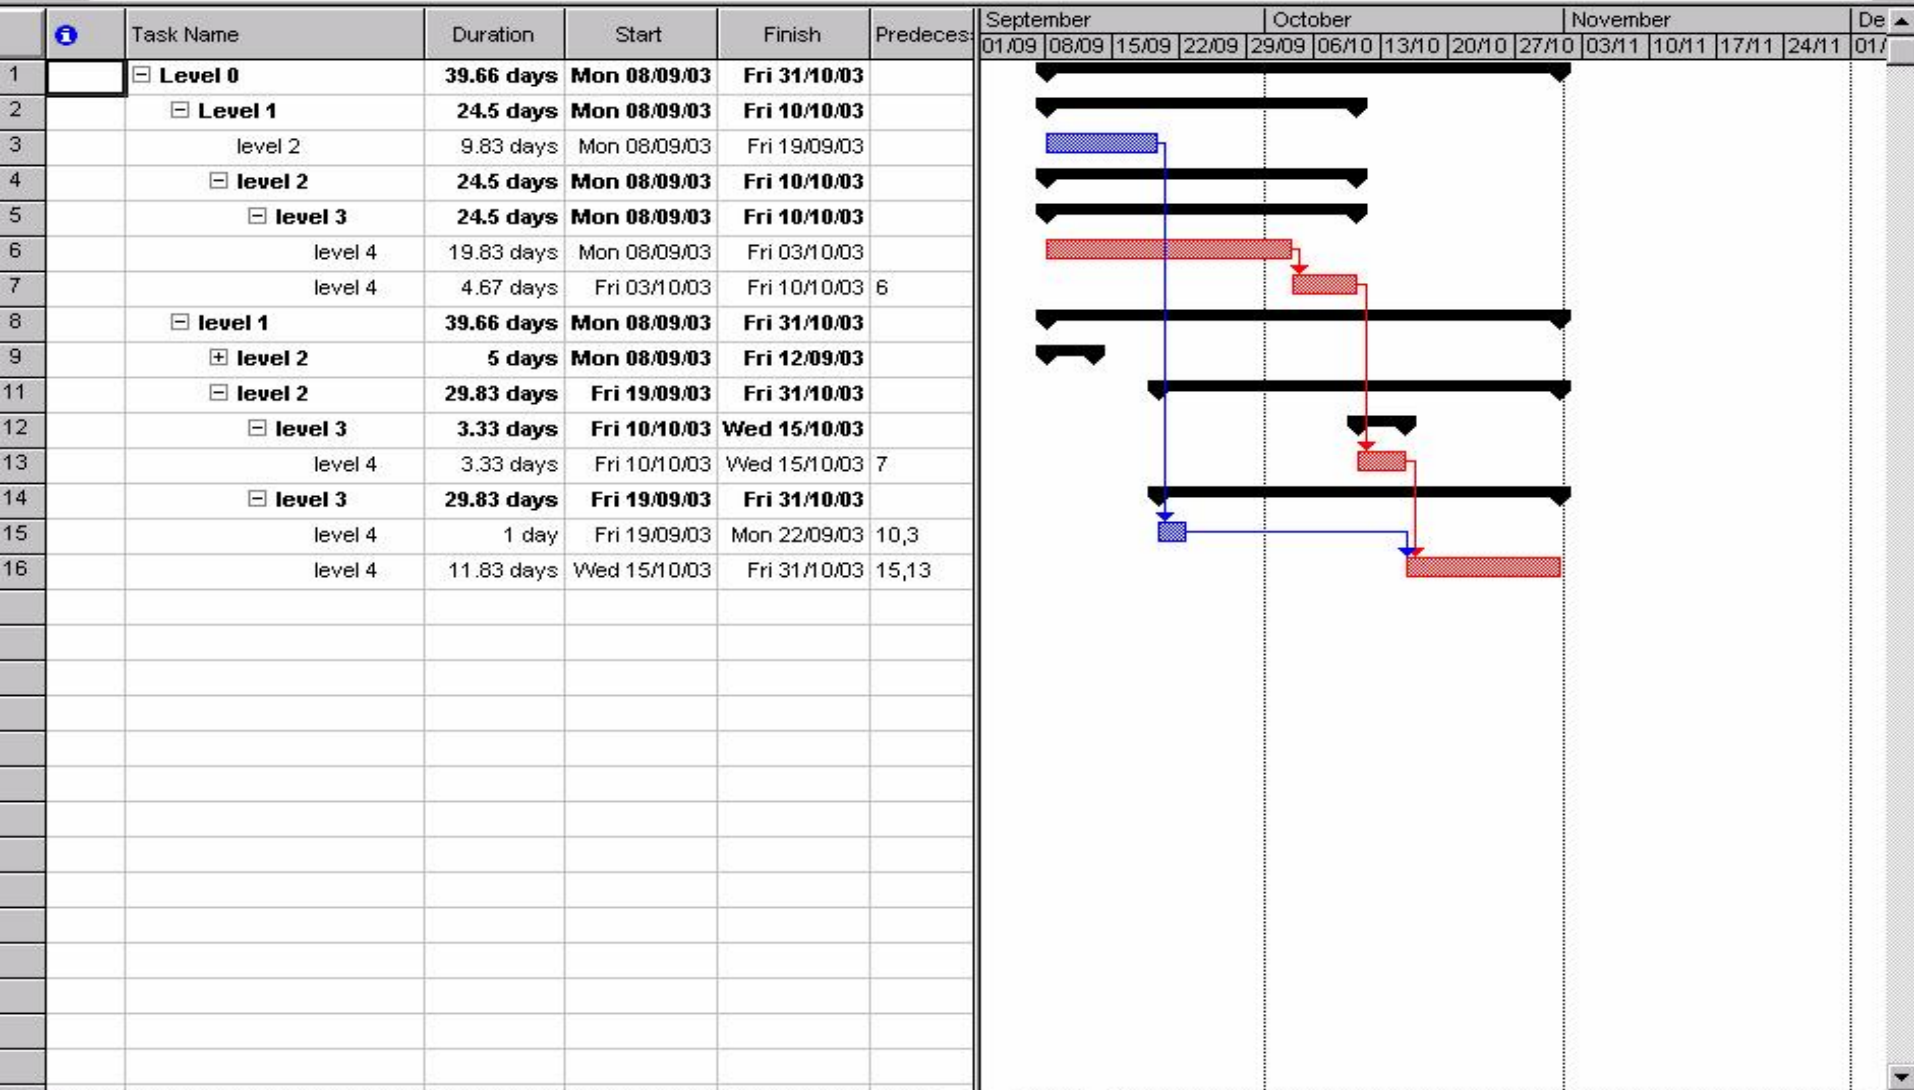 Task Name Duration Start Finish Predeces September October November De
01/09 08/09 15/09 22/09 29/09 06/10 13/10 20/10 27/10 03/11 10/11 17/11 24/11 01/
1 Level 0 39.66 days Mon 08/09/03 Fri 31/10/03
2 Level 1 24.5 days Mon 08/09/03 Fri 10/10/03
3 level 2 9.83 days Mon 08/09/03 Fri 19/09/03
4 level 2 24.5 days Mon 08/09/03 Fri 10/10/03
5 level 3 24.5 days Mon 08/09/03 Fri 10/10/03
6 level 4 19.83 days Mon 08/09/03 Fri 03/10/03
7 level 4 4.67 days Fri 03/10/03 Fri 10/10/03 6
8 level 1 39.66 days Mon 08/09/03 Fri 31/10/03
9 level 2 5 days Mon 08/09/03 Fri 12/09/03
11 level 2 29.83 days Fri 19/09/03 Fri 31/10/03
12 level 3 3.33 days Fri 10/10/03 Wed 15/10/03
13 level 4 3.33 days Fri 10/10/03 Wed 15/10/03 7
14 level 3 29.83 days Fri 19/09/03 Fri 31/10/03
15 level 4 1 day Fri 19/09/03 Mon 22/09/03 10,3
16 level 4 11.83 days Wed 15/10/03 Fri 31/10/03 15,13